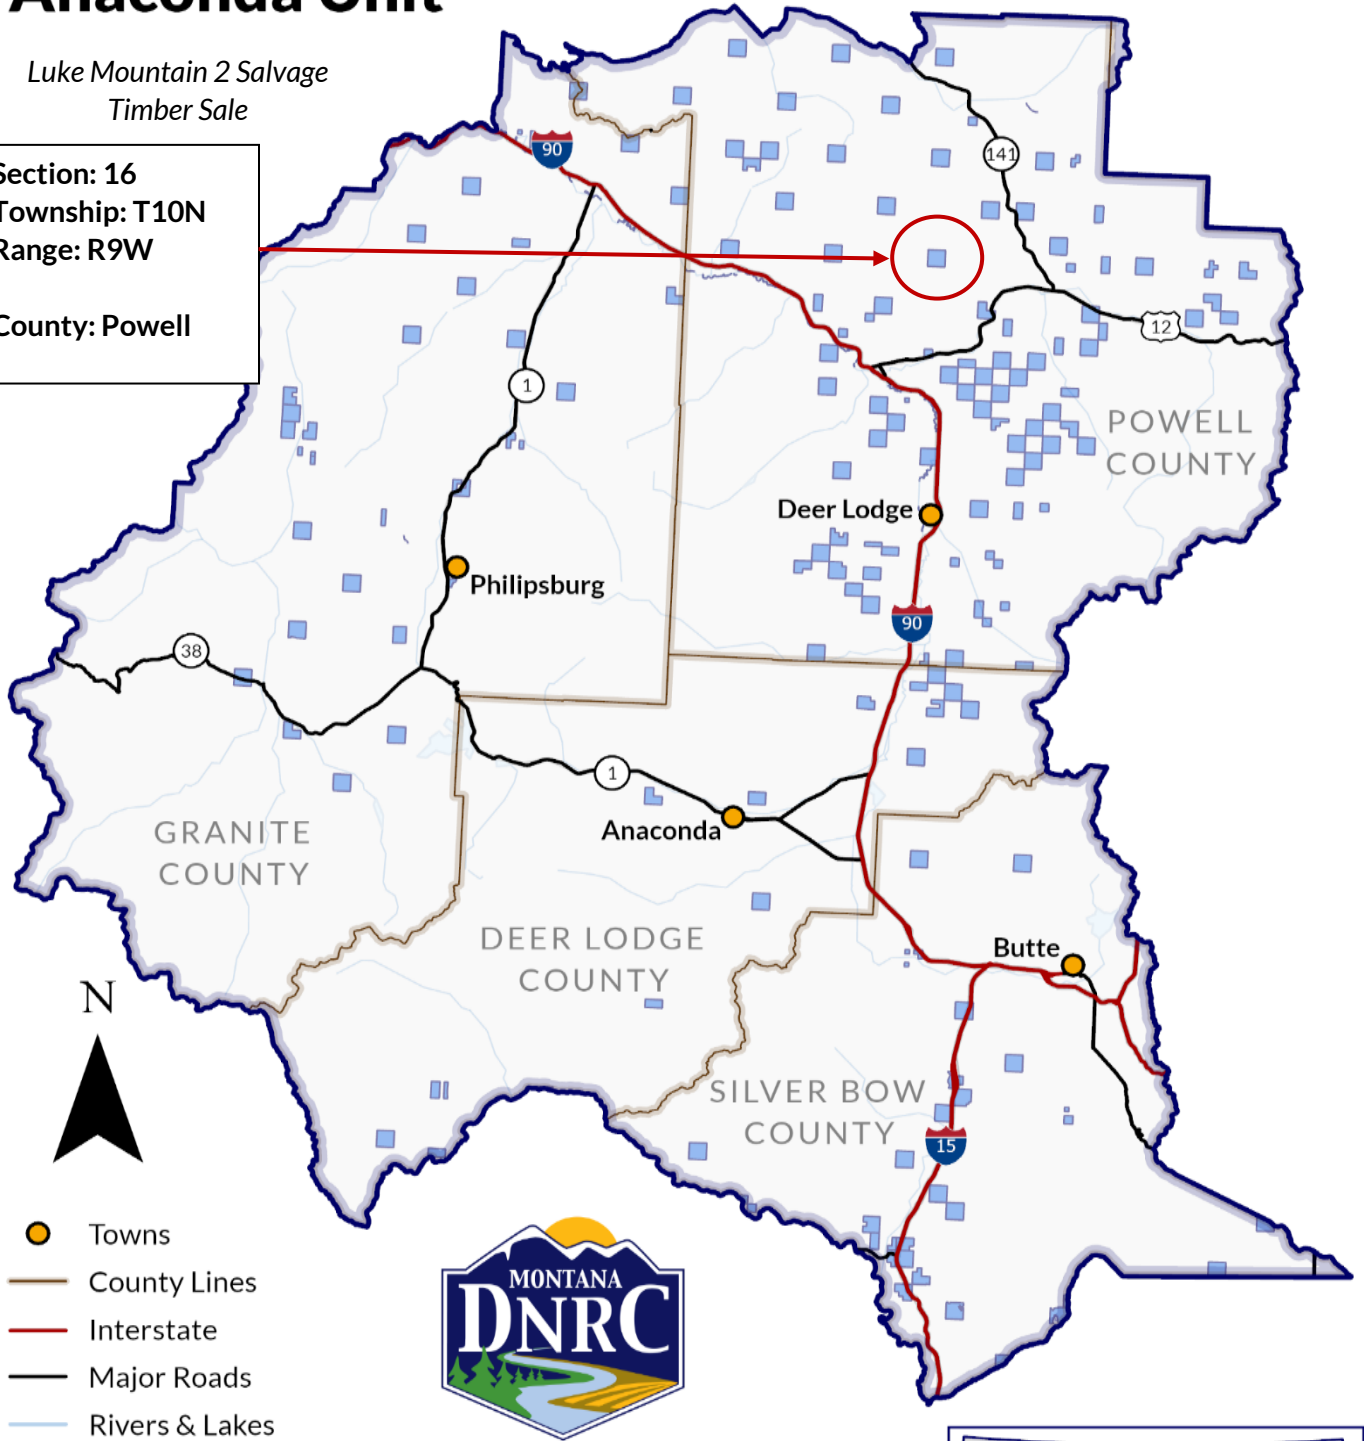 Anaconda Unit
Luke Mountain 2 Salvage
Timber Sale
Section: 16
Township: T10N
Range: R9W
County: Powell
90
141
12
1
POWELL
COUNTY
Deer Lodge
Philipsburg
90
38
1
Anaconda
GRANITE
COUNTY
DEER LODGE
COUNTY
Butte
N
SILVER BOW
COUNTY
15
Towns
County Lines
Interstate
Major Roads
Rivers & Lakes
MONTANA
DNRC